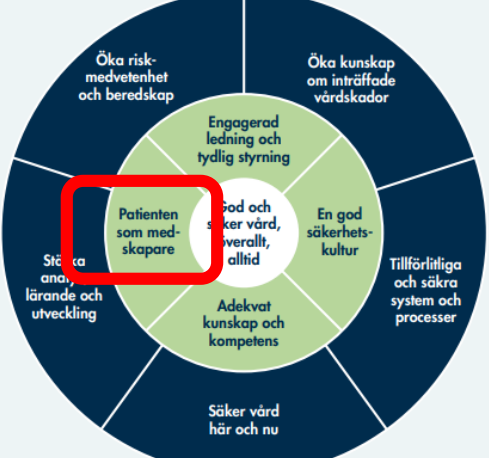 Öka risk-
medvetenhet
och beredskap
Öka kunskap
om inträffade
vårdskador
Engagerad
ledning och
tydlig styrning
Patienten
som med-
skapare
God och
säker vård,
överallt,
alltid
En god
säkerhets-
kultur
Stärka
lärande och
utveckling
Tillförlitliga
och säkra
system och
processer
Adekvat
kunskap och
kompetens
Säker vård
här och nu